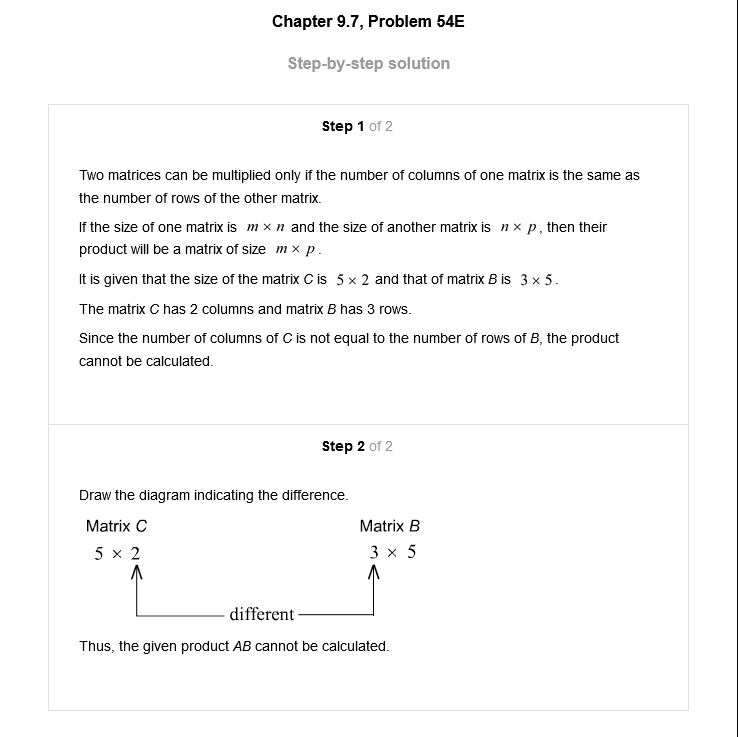 Chapter 9.7, Problem 54E
Step-by-step solution
Step 1 of 2
Two matrices can be multiplied only if the number of columns of one matrix is the same as
the number of rows of the other matrix.
If the size of one matrix is m × n and the size of another matrix is n × p, then their
product will be a matrix of size m × p.
It is given that the size of the matrix C is 5 × 2 and that of matrix B is 3 × 5.
The matrix C has 2 columns and matrix B has 3 rows.
Since the number of columns of C is not equal to the number of rows of B, the product
cannot be calculated.
Step 2 of 2
Draw the diagram indicating the difference.
Matrix C Matrix B
5 × 2 3 × 5
different
Thus, the given product AB cannot be calculated.